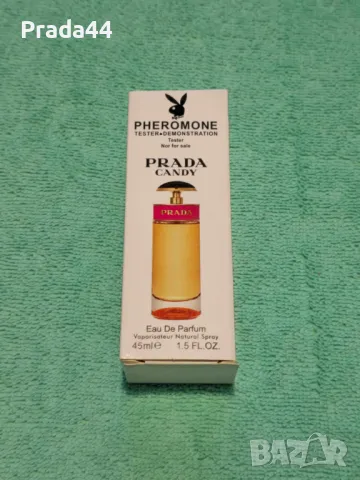 Prada44
PHEROMONE
TESTER•DEMONSTRATION
Tester
Not for sale
PRADA
CANDY
PRADA
Eau De Parfum
Vaporisateur Natural Spray
45ml℮ 1.5 FL.OZ.
BAZAR